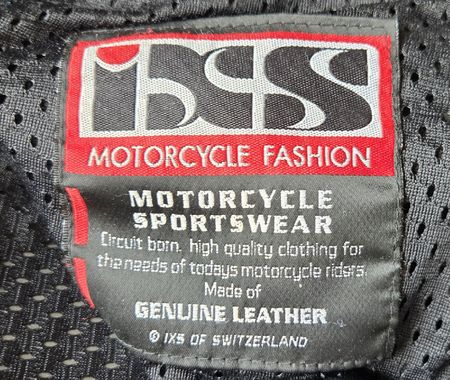 iXS
MOTORCYCLE FASHION
MOTORCYCLE
SPORTSWEAR
Circuit born. high quality clothing for
the needs of todays motorcycle riders.
Made of
GENUINE LEATHER
© IXS OF SWITZERLAND